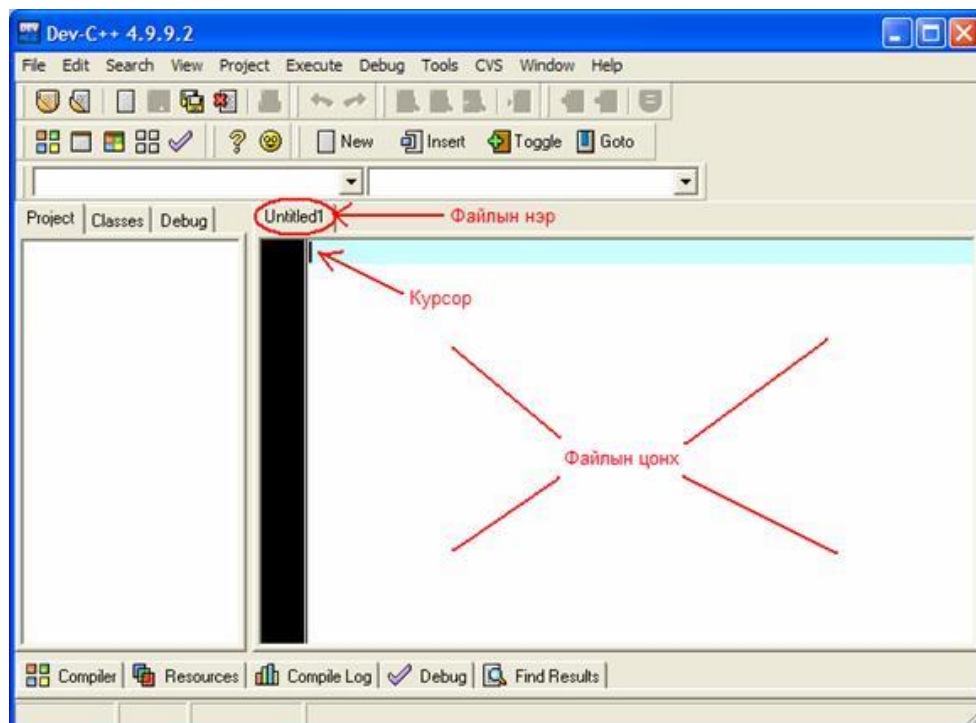 Dev-C++ 4.9.9.2
File Edit Search View Project Execute Debug Tools CVS Window Help
New Insert Toggle Goto
Project Classes Debug Untitled1 Файлын нэр
Курсор
Файлын цонх
Compiler Resources Compile Log Debug Find Results